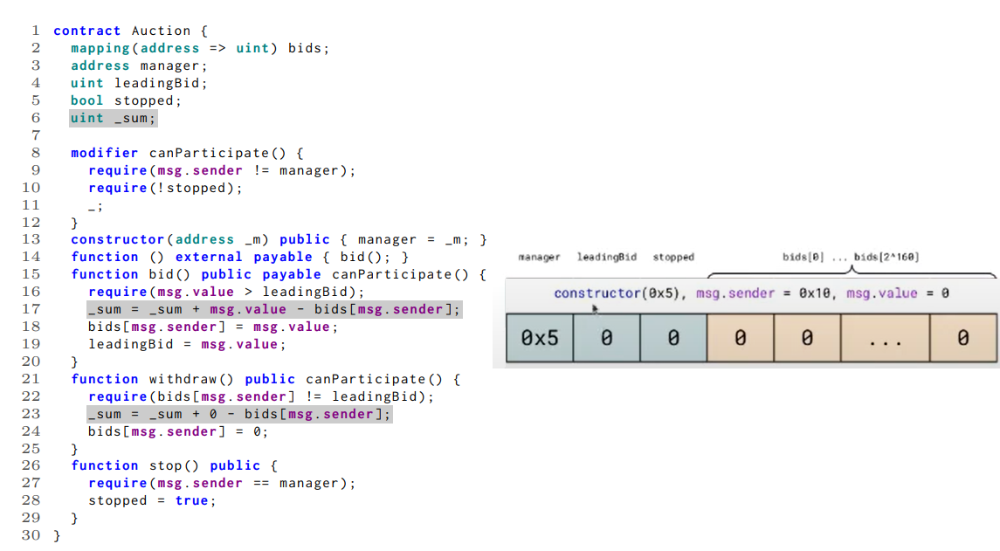 1 contract Auction {
2 mapping(address => uint) bids;
3 address manager;
4 uint leadingBid;
5 bool stopped;
6 uint _sum;
7
8 modifier canParticipate() {
9 require(msg.sender != manager);
10 require(!stopped);
11 _;
12 }
13 constructor(address _m) public { manager = _m; }
14 function () external payable { bid(); }
15 function bid() public payable canParticipate() {
16 require(msg.value > leadingBid);
17 _sum = _sum + msg.value - bids[msg.sender];
18 bids[msg.sender] = msg.value;
19 leadingBid = msg.value;
20 }
21 function withdraw() public canParticipate() {
22 require(bids[msg.sender] != leadingBid);
23 _sum = _sum + 0 - bids[msg.sender];
24 bids[msg.sender] = 0;
25 }
26 function stop() public {
27 require(msg.sender == manager);
28 stopped = true;
29 }
30 }
manager leadingBid stopped bids[0] ... bids[2^160]
constructor(0x5), msg.sender = 0x10, msg.value = 0
0x5 0 0 0 0 ... 0